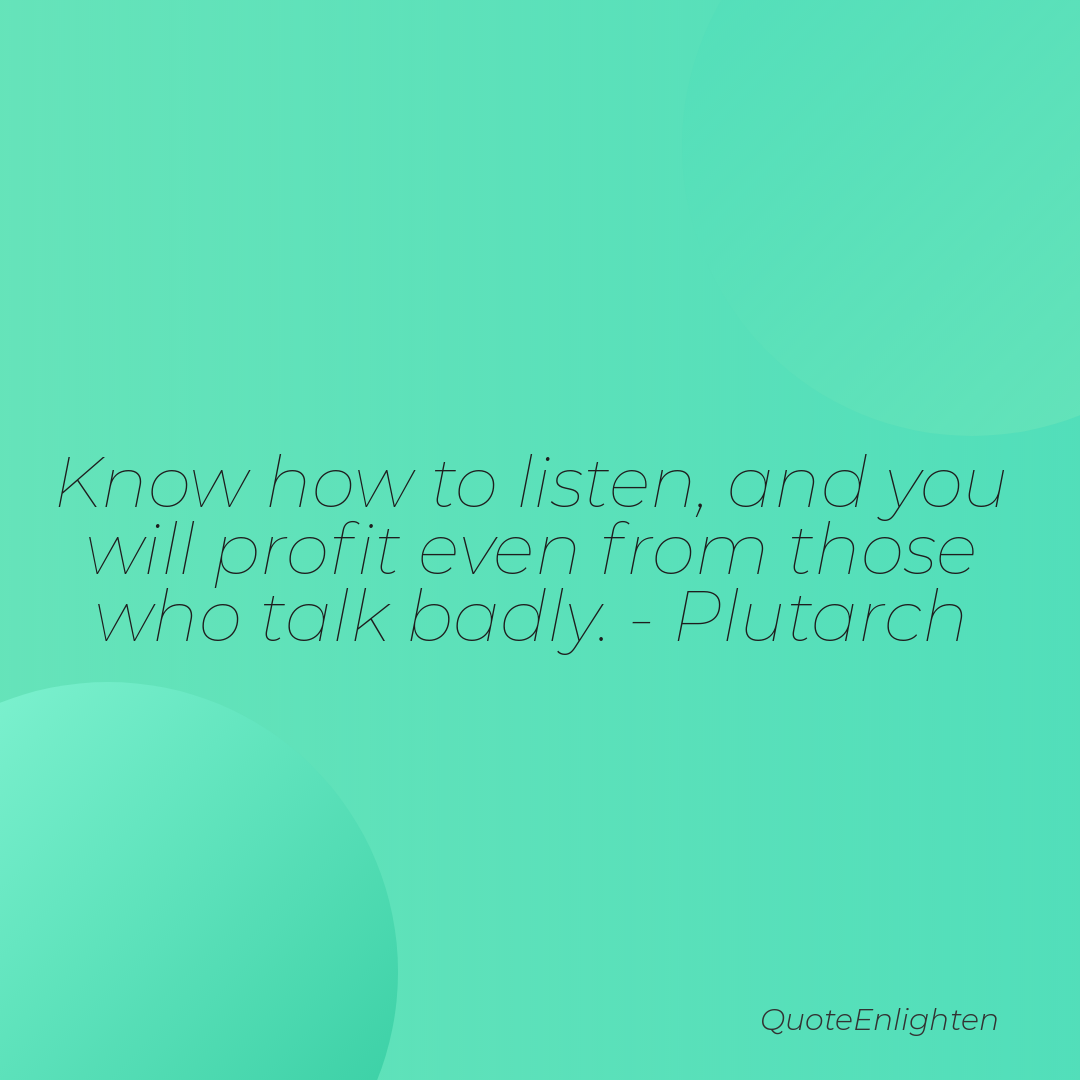 Know how to listen, and you
will profit even from those
who talk badly. - Plutarch
QuoteEnlighten